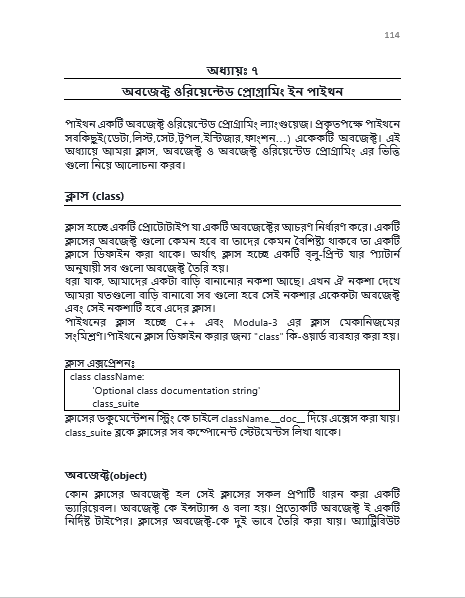 114
অধ্যায়ঃ ৭
অবজেক্ট ওরিয়েন্টেড প্রোগ্রামিং ইন পাইথন
পাইথন একটি অবজেক্ট ওরিয়েন্টেড প্রোগ্রামিং ল্যাংগুয়েজ। প্রকৃতপক্ষে পাইথনে
সবকিছুই(ডেটা,লিস্ট,সেট,টুপল,ইন্টিজার,ফাংশন...) একেকটি অবজেক্ট। এই
অধ্যায়ে আমরা ক্লাস, অবজেক্ট ও অবজেক্ট ওরিয়েন্টেড প্রোগ্রামিং এর ভিত্তি
গুলো নিয়ে আলোচনা করব।
ক্লাস (class)
ক্লাস হচ্ছে একটি প্রোটোটাইপ যা একটি অবজেক্টের আচরণ নির্ধারণ করে। একটি
ক্লাসের অবজেক্ট গুলো কেমন হবে বা তাদের কেমন বৈশিষ্ট্য থাকবে তা একটি
ক্লাসে ডিফাইন করা থাকে। অর্থাৎ ক্লাস হচ্ছে একটি ব্লু-প্রিন্ট যার প্যাটার্ন
অনুযায়ী সব গুলো অবজেক্ট তৈরি হয়।
ধরা যাক, আমাদের একটা বাড়ি বানানোর নকশা আছে। এখন ঐ নকশা দেখে
আমরা যতগুলো বাড়ি বানাবো সব গুলো হবে সেই নকশার একেকটা অবজেক্ট
এবং সেই নকশাটি হবে এদের ক্লাস।
পাইথনের ক্লাস হচ্ছে C++ এবং Modula-3 এর ক্লাস মেকানিজমের
সংমিশ্রণ।পাইথনে ক্লাস ডিফাইন করার জন্য "class" কি-ওয়ার্ড ব্যবহার করা হয়।
ক্লাস এক্সপ্রেশনঃ
class className:
'Optional class documentation string'
class_suite
ক্লাসের ডকুমেন্টেশন স্ট্রিং কে চাইলে className.__doc__ দিয়ে এক্সেস করা যায়।
class_suite ব্লকে ক্লাসের সব কম্পোনেন্ট স্টেটমেন্টস লিখা থাকে।
অবজেক্ট(object)
কোন ক্লাসের অবজেক্ট হল সেই ক্লাসের সকল প্রপার্টি ধারন করা একটি
ভ্যারিয়েবল। অবজেক্ট কে ইন্সট্যান্স ও বলা হয়। প্রত্যেকটি অবজেক্ট ই একটি
নির্দিষ্ট টাইপের। ক্লাসের অবজেক্ট-কে দুই ভাবে তৈরি করা যায়। অ্যাট্রিবিউট